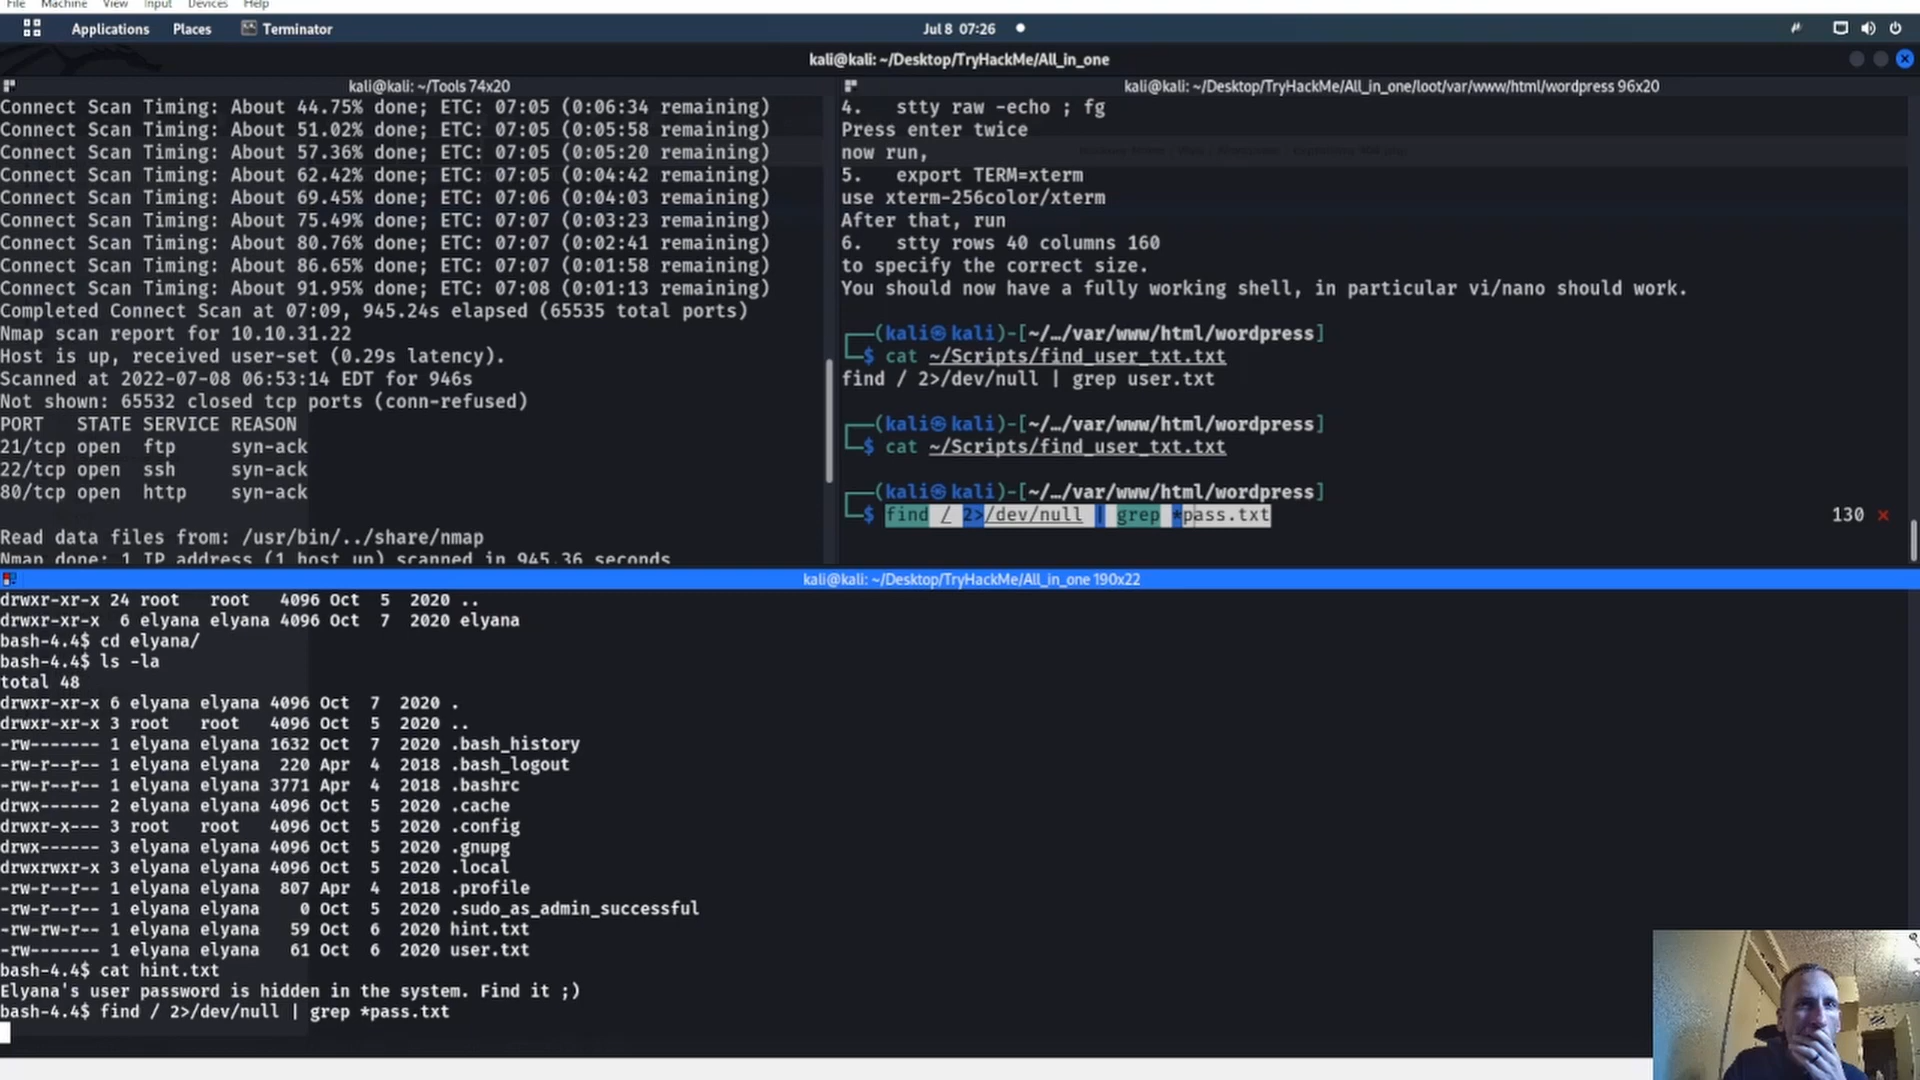 File Machine View Input Devices Help
Applications Places Terminator Jul 8 07:26
kali@kali: ~/Desktop/TryHackMe/All_in_one
kali@kali: ~/Tools 74x20
Connect Scan Timing: About 44.75% done; ETC: 07:05 (0:06:34 remaining)
Connect Scan Timing: About 51.02% done; ETC: 07:05 (0:05:58 remaining)
Connect Scan Timing: About 57.36% done; ETC: 07:05 (0:05:20 remaining)
Connect Scan Timing: About 62.42% done; ETC: 07:05 (0:04:42 remaining)
Connect Scan Timing: About 69.45% done; ETC: 07:06 (0:04:03 remaining)
Connect Scan Timing: About 75.49% done; ETC: 07:07 (0:03:23 remaining)
Connect Scan Timing: About 80.76% done; ETC: 07:07 (0:02:41 remaining)
Connect Scan Timing: About 86.65% done; ETC: 07:07 (0:01:58 remaining)
Connect Scan Timing: About 91.95% done; ETC: 07:08 (0:01:13 remaining)
Completed Connect Scan at 07:09, 945.24s elapsed (65535 total ports)
Nmap scan report for 10.10.31.22
Host is up, received user-set (0.29s latency).
Scanned at 2022-07-08 06:53:14 EDT for 946s
Not shown: 65532 closed tcp ports (conn-refused)
PORT   STATE SERVICE REASON
21/tcp open  ftp     syn-ack
22/tcp open  ssh     syn-ack
80/tcp open  http    syn-ack
Read data files from: /usr/bin/../share/nmap
Nmap done: 1 IP address (1 host up) scanned in 945.36 seconds
kali@kali: ~/Desktop/TryHackMe/All_in_one/loot/var/www/html/wordpress 96x20
4.   stty raw -echo ; fg
Press enter twice
now run,
5.   export TERM=xterm
use xterm-256color/xterm
After that, run
6.   stty rows 40 columns 160
to specify the correct size.
You should now have a fully working shell, in particular vi/nano should work.
┌──(kali㉿kali)-[~/…/var/www/html/wordpress]
└─$ cat ~/Scripts/find_user_txt.txt
find / 2>/dev/null | grep user.txt
┌──(kali㉿kali)-[~/…/var/www/html/wordpress]
└─$ cat ~/Scripts/find_user_txt.txt
┌──(kali㉿kali)-[~/…/var/www/html/wordpress]
└─$ find / 2>/dev/null | grep *pass.txt 130 ⨯
kali@kali: ~/Desktop/TryHackMe/All_in_one 190x22
drwxr-xr-x 24 root   root   4096 Oct  5  2020 ..
drwxr-xr-x  6 elyana elyana 4096 Oct  7  2020 elyana
bash-4.4$ cd elyana/
bash-4.4$ ls -la
total 48
drwxr-xr-x 6 elyana elyana 4096 Oct  7  2020 .
drwxr-xr-x 3 root   root   4096 Oct  5  2020 ..
-rw------- 1 elyana elyana 1632 Oct  7  2020 .bash_history
-rw-r--r-- 1 elyana elyana  220 Apr  4  2018 .bash_logout
-rw-r--r-- 1 elyana elyana 3771 Apr  4  2018 .bashrc
drwx------ 2 elyana elyana 4096 Oct  5  2020 .cache
drwxr-x--- 3 root   root   4096 Oct  5  2020 .config
drwx------ 3 elyana elyana 4096 Oct  5  2020 .gnupg
drwxrwxr-x 3 elyana elyana 4096 Oct  5  2020 .local
-rw-r--r-- 1 elyana elyana  807 Apr  4  2018 .profile
-rw-r--r-- 1 elyana elyana    0 Oct  5  2020 .sudo_as_admin_successful
-rw-rw-r-- 1 elyana elyana   59 Oct  6  2020 hint.txt
-rw------- 1 elyana elyana   61 Oct  6  2020 user.txt
bash-4.4$ cat hint.txt
Elyana's user password is hidden in the system. Find it ;)
bash-4.4$ find / 2>/dev/null | grep *pass.txt